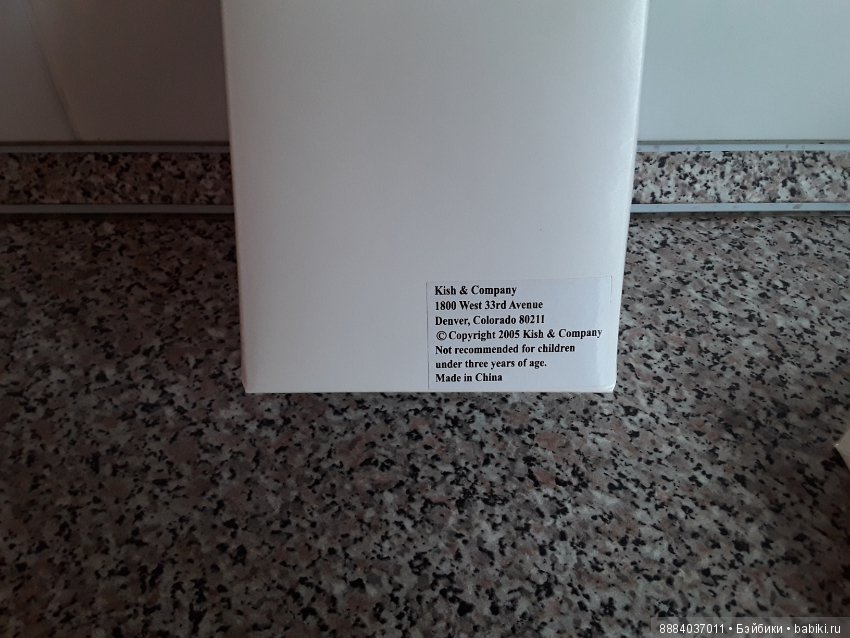 Kish & Company
1800 West 33rd Avenue
Denver, Colorado 80211
© Copyright 2005 Kish & Company
Not recommended for children
under three years of age.
Made in China
8884037011 • Бэйбики • babiki.ru